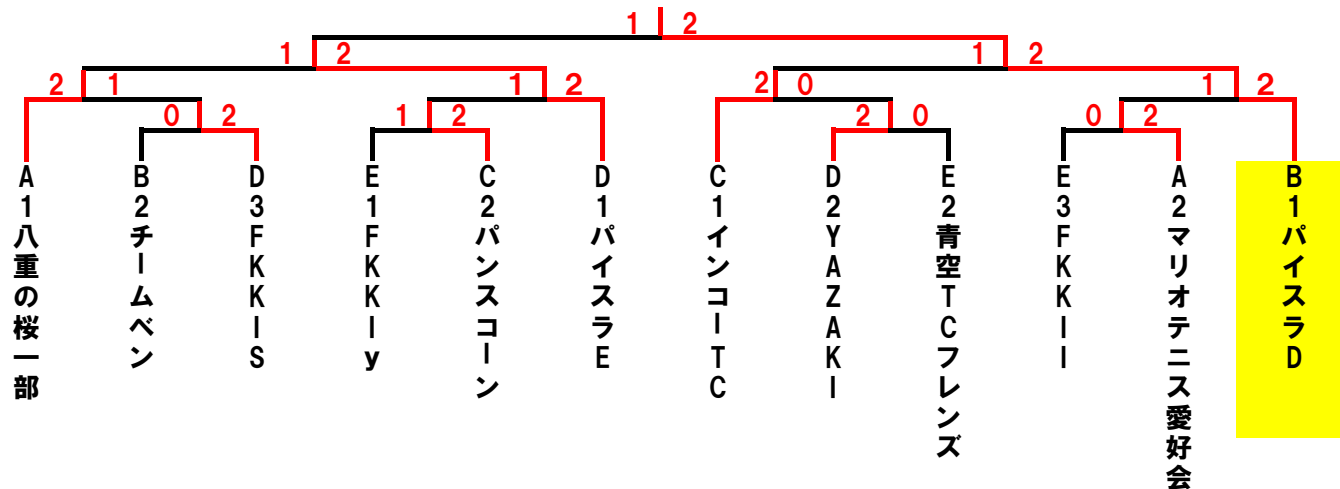 1 2
1 2 1 2
2 1 1 2 2 0 1 2
0 2 1 2 2 0 0 2
A1八重の桜一部
B2チームベン
D3FKKIS
E1FKKIy
C2パンスコーン
D1パイスラE
C1インコーTC
D2YAZAKI
E2青空TCフレンズ
E3FKKII
A2マリオテニス愛好会
B1パイスラD